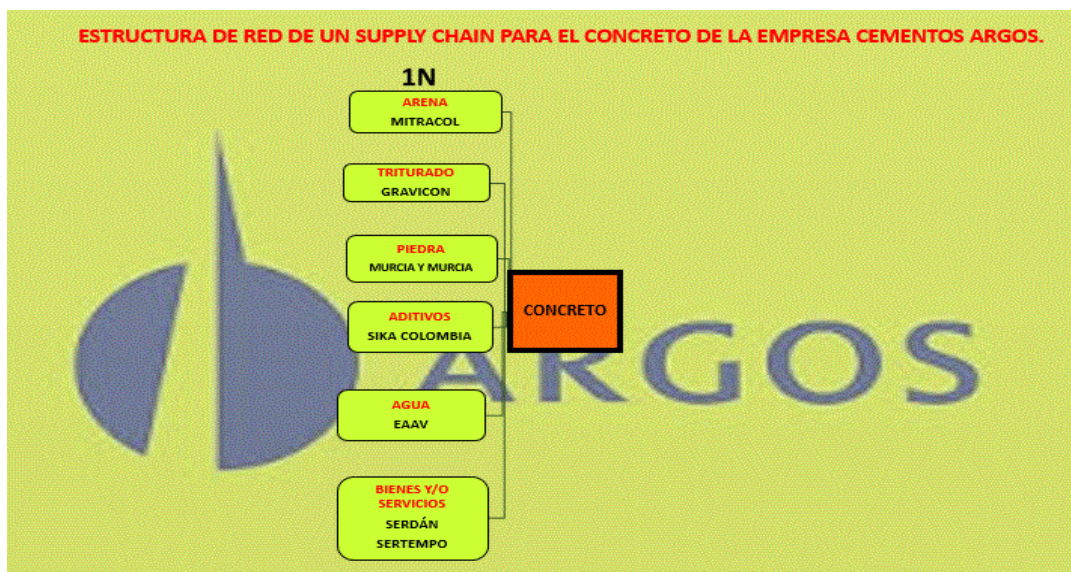 ESTRUCTURA DE RED DE UN SUPPLY CHAIN PARA EL CONCRETO DE LA EMPRESA CEMENTOS ARGOS.
1N
ARENA
MITRACOL
TRITURADO
GRAVICON
PIEDRA
MURCIA Y MURCIA
ADITIVOS
SIKA COLOMBIA
AGUA
EAAV
BIENES Y/O
SERVICIOS
SERDÁN
SERTEMPO
CONCRETO
ARGOS